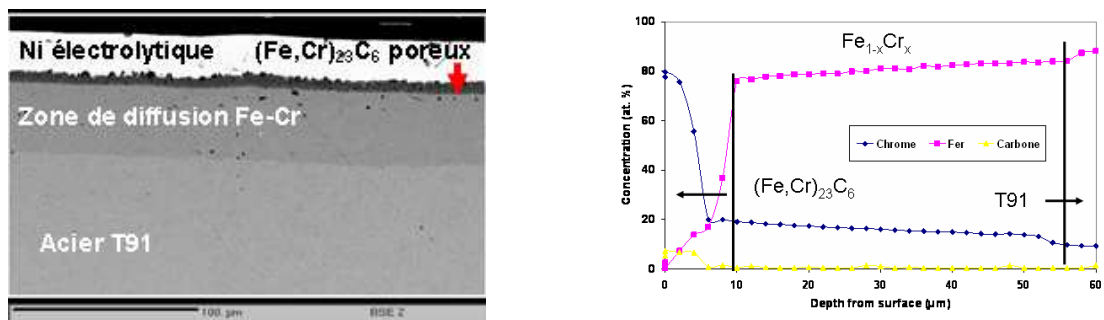 Ni électrolytique (Fe,Cr)23C6 poreux
Zone de diffusion Fe-Cr
Acier T91
100 µm BSE Z
Fe1-xCrx
Concentration (at. %)
100
80
60
40
20
0
Chrome Fer Carbone
(Fe,Cr)23C6
T91
0 10 20 30 40 50 60
Depth from surface (µm)